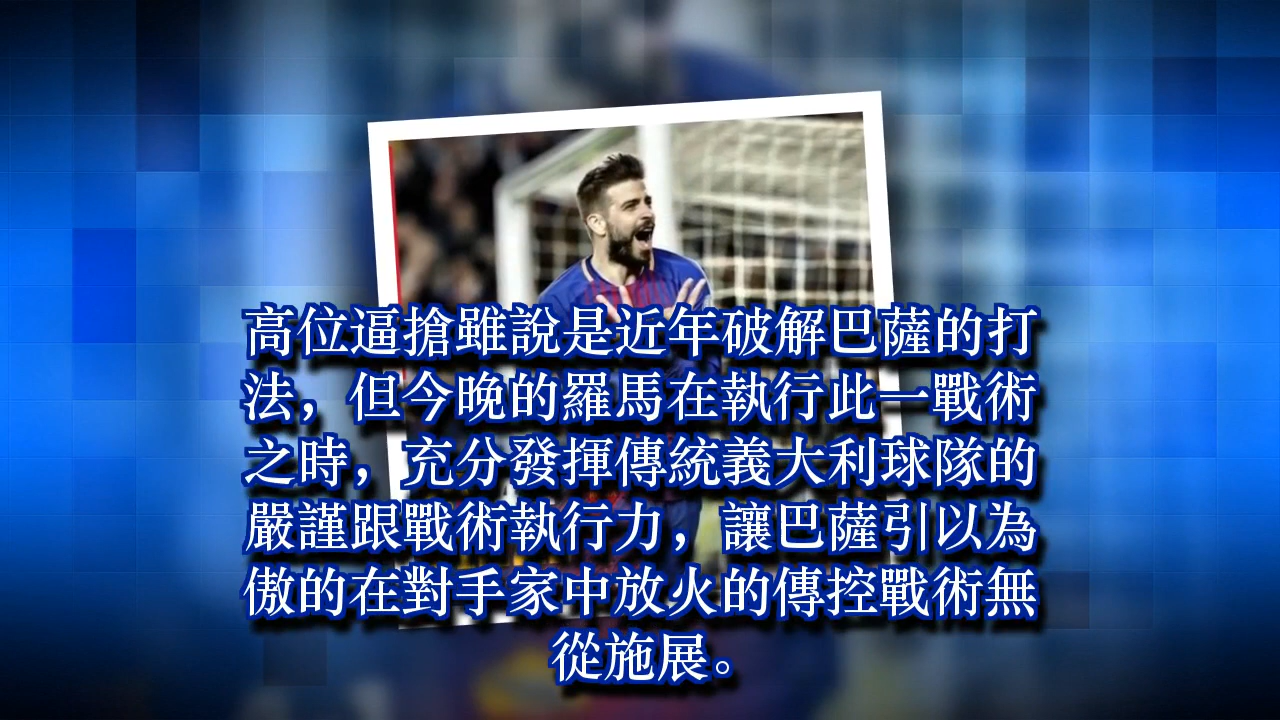 高位逼搶雖說是近年破解巴薩的打
法，但今晚的羅馬在執行此一戰術
之時，充分發揮傳統義大利球隊的
嚴謹跟戰術執行力，讓巴薩引以為
傲的在對手家中放火的傳控戰術無
從施展。